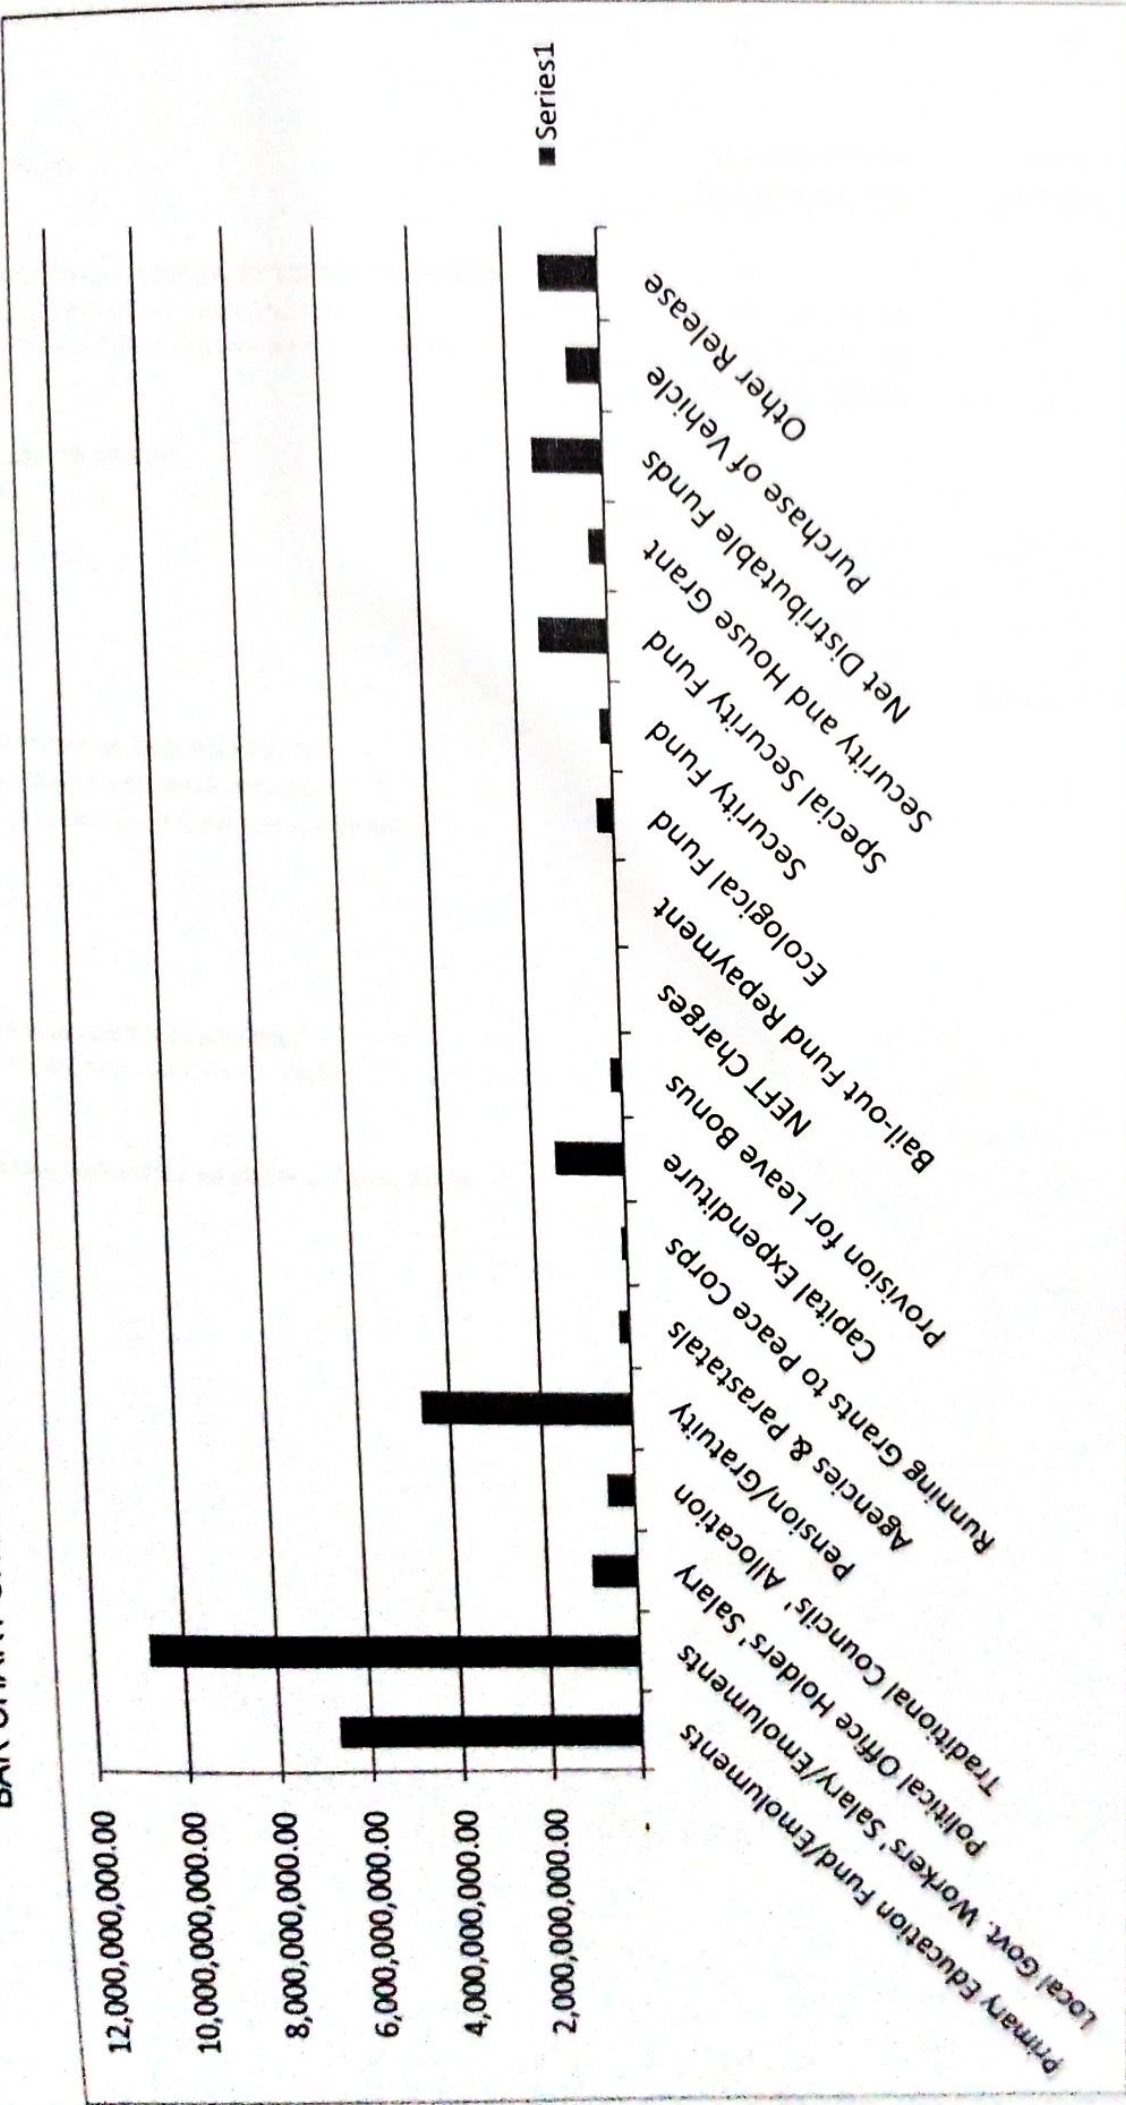 BAR CHART
12,000,000,000.00
10,000,000,000.00
8,000,000,000.00
6,000,000,000.00
4,000,000,000.00
2,000,000,000.00
-
Primary Education Fund/Emoluments
Local Govt. Workers' Salary/Emoluments
Political Office Holders' Salary
Traditional Councils' Allocation
Pension/Gratuity
Agencies & Parastatals
Running Grants to Peace Corps
Capital Expenditure
Provision for Leave Bonus
NEFT Charges
Bail-out Fund Repayment
Ecological Fund
Security Fund
Special Security Fund
Security and House Grant
Net Distributable Funds
Purchase of Vehicle
Other Release
Series1